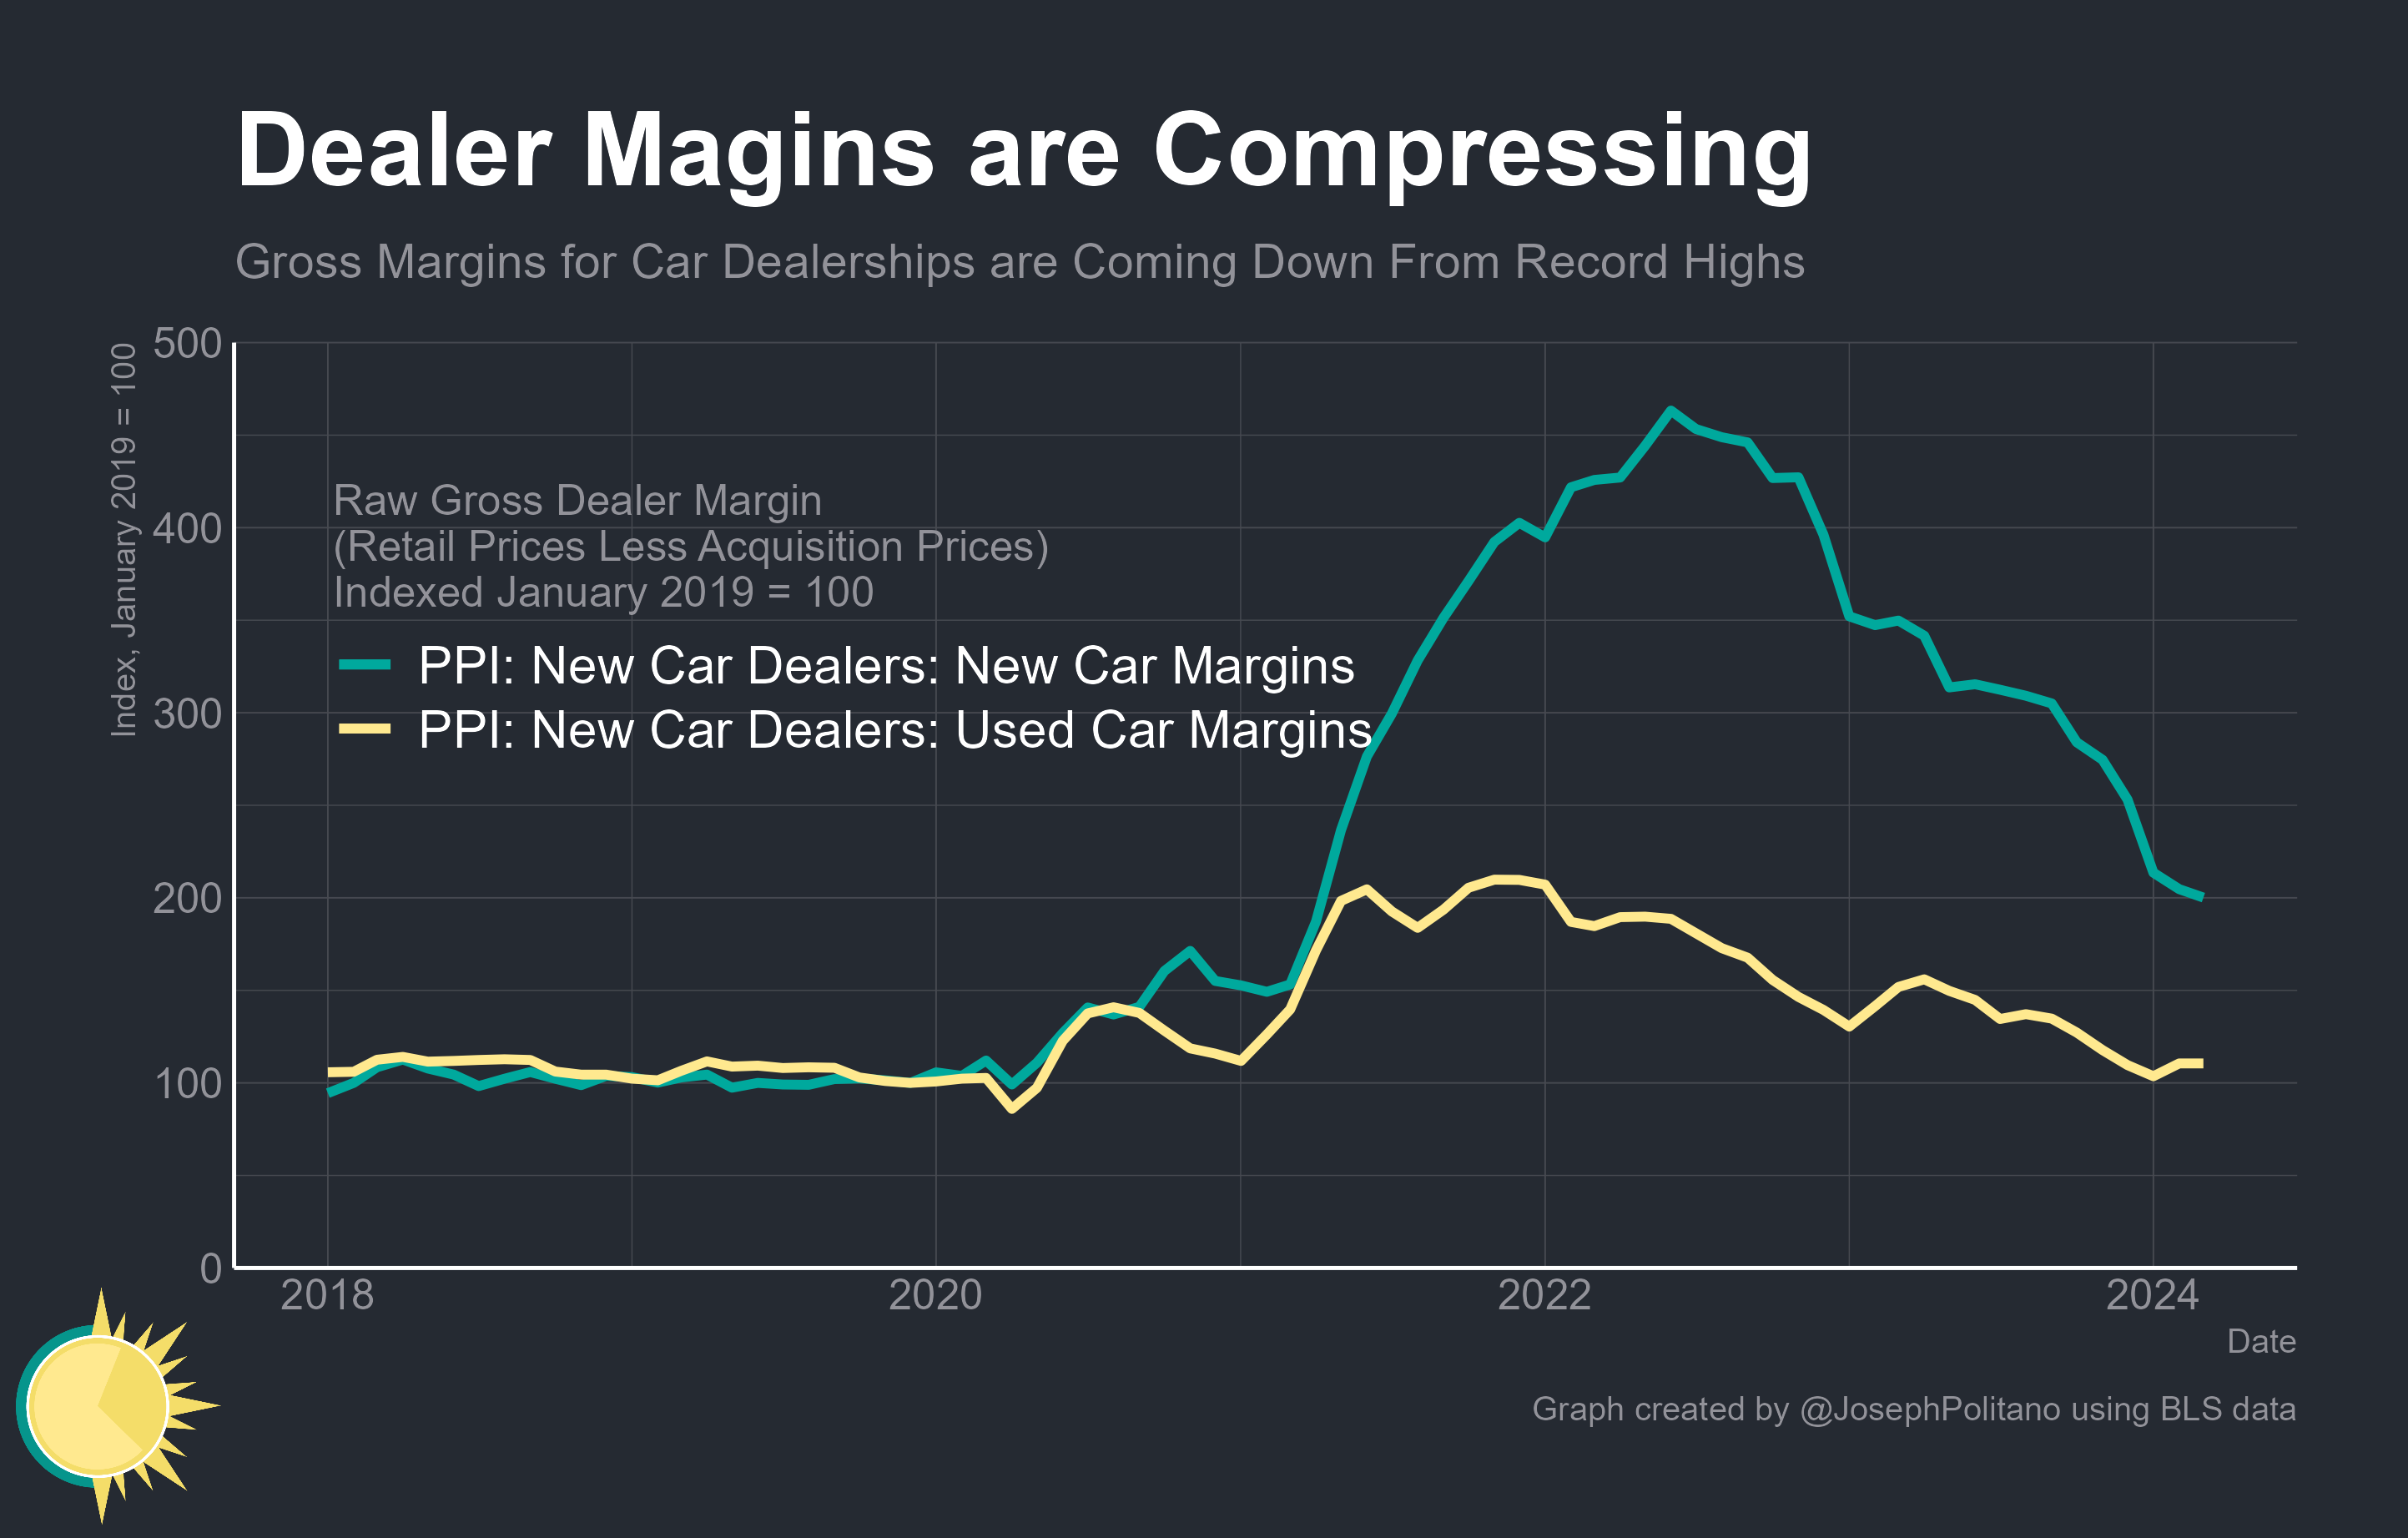 Dealer Magins are Compressing
Gross Margins for Car Dealerships are Coming Down From Record Highs
Index, January 2019 = 100
500
400
300
200
100
0
Raw Gross Dealer Margin
(Retail Prices Less Acquisition Prices)
Indexed January 2019 = 100
PPI: New Car Dealers: New Car Margins
PPI: New Car Dealers: Used Car Margins
2018 2020 2022 2024
Date
Graph created by @JosephPolitano using BLS data